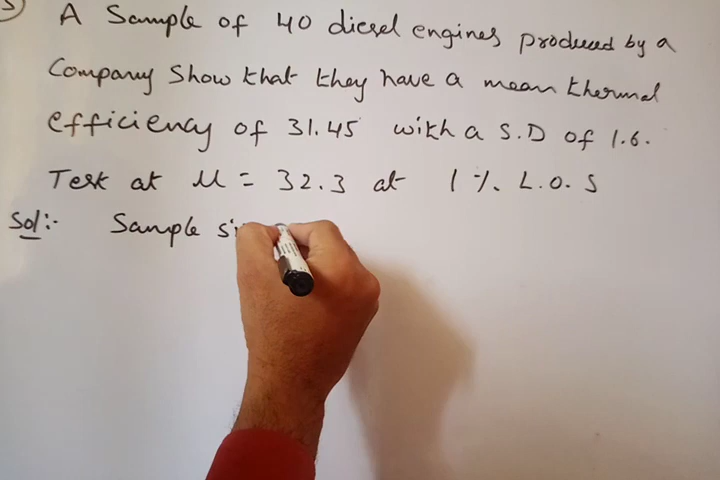 A Sample of 40 diesel engines produced by a
Company Show that they have a mean thermal
efficiency of 31.45 with a S.D of 1.6.
Test at μ = 32.3 at 1 %. L.O.S
Sol:- Sample